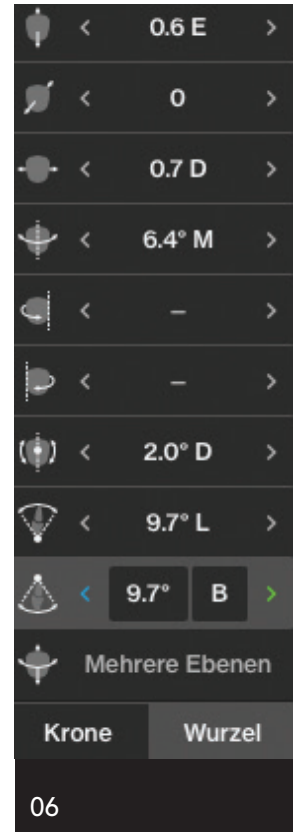 0.6 E
0
0.7 D
6.4° M
–
–
2.0° D
9.7° L
9.7° B
Mehrere Ebenen
Krone Wurzel
06